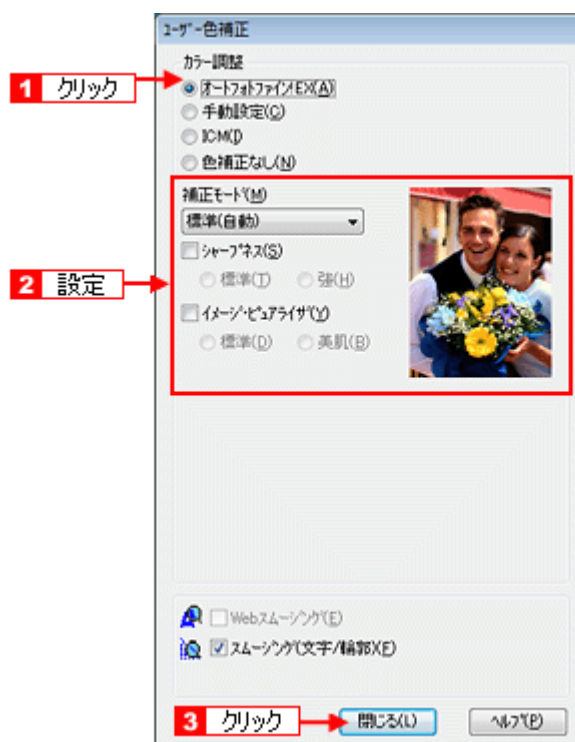 ユーザー色補正
カラー調整
1 クリック
オートフォトファイン!EX(A)
手動設定(C)
ICM(I)
色補正なし(N)
補正モード(M)
標準(自動)
シャープネス(S)
2 設定
標準(T) 強(H)
イメージ・ピュアライザ(Y)
標準(D) 美肌(B)
Webスムージング(E)
スムージング(文字/輪郭)(F)
3 クリック
閉じる(L) ヘルプ(P)